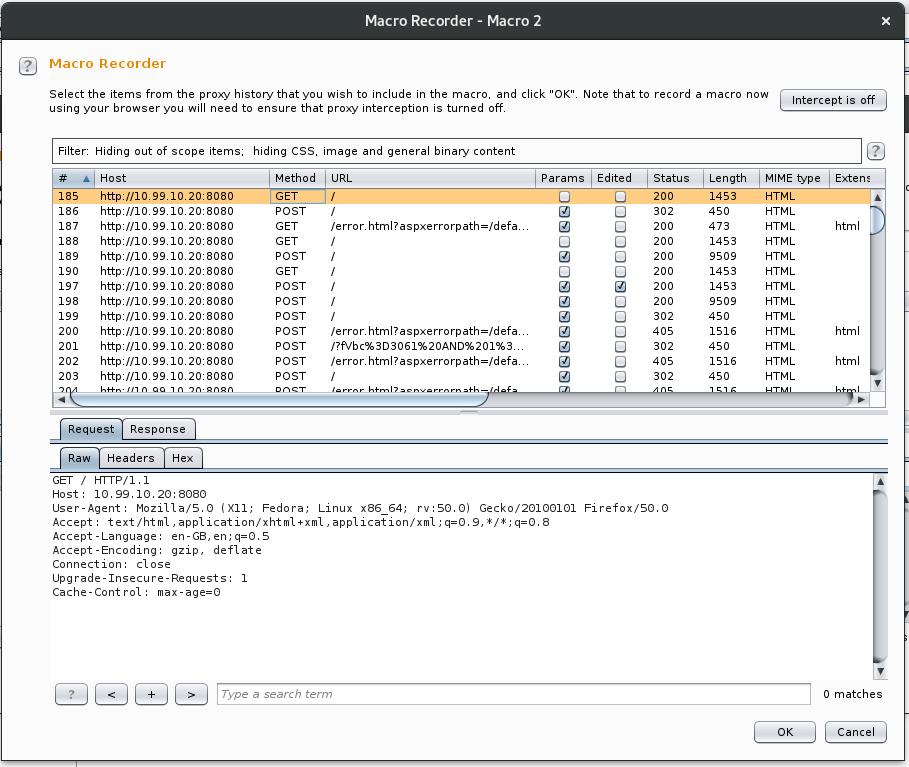 Macro Recorder - Macro 2
×
? Macro Recorder
Select the items from the proxy history that you wish to include in the macro, and click "OK". Note that to record a macro now
using your browser you will need to ensure that proxy interception is turned off.
Intercept is off
Filter: Hiding out of scope items; hiding CSS, image and general binary content
?
# Host Method URL Params Edited Status Length MIME type Extens
185 http://10.99.10.20:8080 GET / 200 1453 HTML
186 http://10.99.10.20:8080 POST / 302 450 HTML
187 http://10.99.10.20:8080 GET /error.html?aspxerrorpath=/defa... 200 473 HTML html
188 http://10.99.10.20:8080 GET / 200 1453 HTML
189 http://10.99.10.20:8080 POST / 200 9509 HTML
190 http://10.99.10.20:8080 GET / 200 1453 HTML
197 http://10.99.10.20:8080 POST / 200 1453 HTML
198 http://10.99.10.20:8080 POST / 200 9509 HTML
199 http://10.99.10.20:8080 POST / 302 450 HTML
200 http://10.99.10.20:8080 POST /error.html?aspxerrorpath=/defa... 405 1516 HTML html
201 http://10.99.10.20:8080 POST /?fVbc%3D3061%20AND%201%3... 302 450 HTML
202 http://10.99.10.20:8080 POST /error.html?aspxerrorpath=/defa... 405 1516 HTML html
203 http://10.99.10.20:8080 POST / 302 450 HTML
204 http://10.99.10.20:8080 POST /error.html?aspxerrorpath=/defa... 405 1516 HTML html
Request Response
Raw Headers Hex
GET / HTTP/1.1
Host: 10.99.10.20:8080
User-Agent: Mozilla/5.0 (X11; Fedora; Linux x86_64; rv:50.0) Gecko/20100101 Firefox/50.0
Accept: text/html,application/xhtml+xml,application/xml;q=0.9,*/*;q=0.8
Accept-Language: en-GB,en;q=0.5
Accept-Encoding: gzip, deflate
Connection: close
Upgrade-Insecure-Requests: 1
Cache-Control: max-age=0
? < + > Type a search term 0 matches
OK Cancel